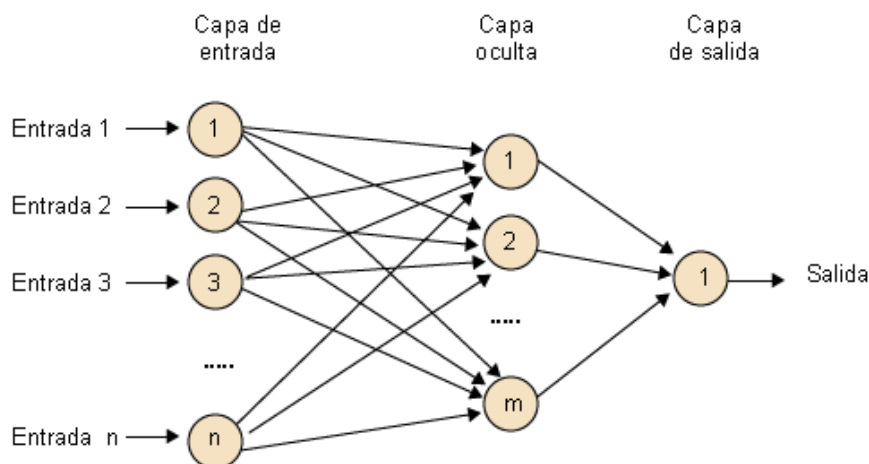 Capa de
entrada
Capa
oculta
Capa
de salida
Entrada 1
1
1
Entrada 2
2
2
Entrada 3
3
1
Salida
.....
.....
m
Entrada n
n